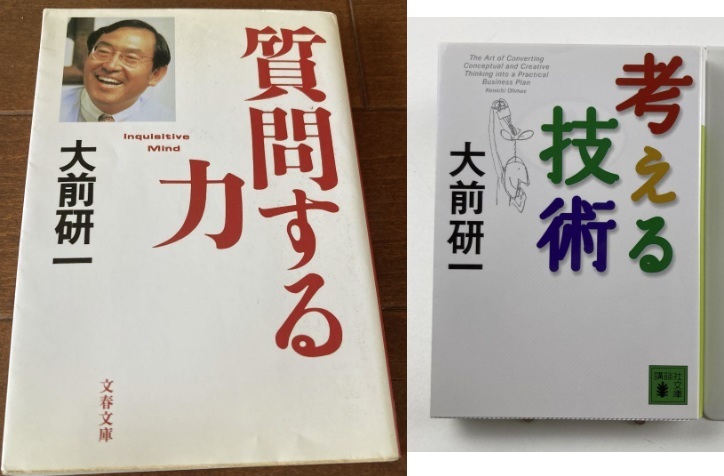 質問する
力
Inquisitive
Mind
大前研一
文春文庫
考える
技術
The Art of Converting
Conceptual and Creative
Thinking into a Practical
Business Plan
Kenichi Ohmae
大前研一
講談社
文庫